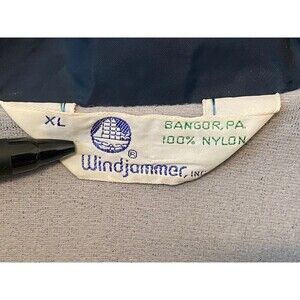 XL
BANGOR, PA.
100% NYLON
®
Windjammer, INC